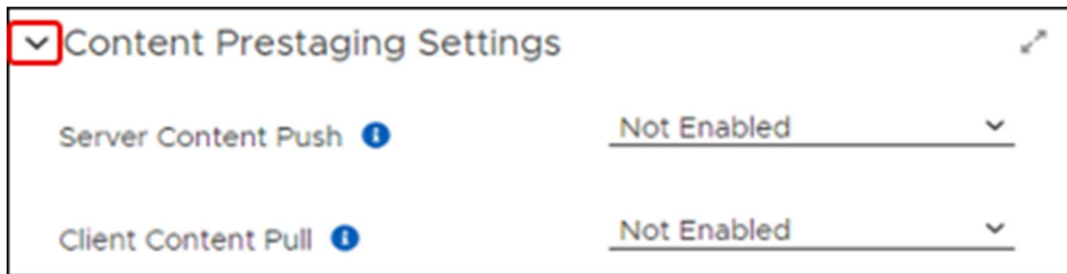 Content Prestaging Settings
Server Content Push
Not Enabled
Client Content Pull
Not Enabled